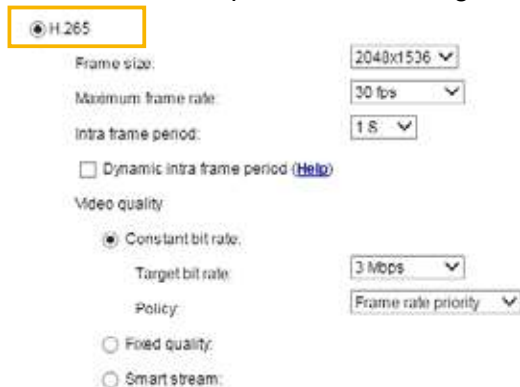 H.265
Frame size: 2048x1536
Maximum frame rate: 30 fps
Intra frame period: 1 S
Dynamic intra frame period (Help)
Video quality
Constant bit rate:
Target bit rate: 3 Mbps
Policy: Frame rate priority
Fixed quality:
Smart stream: